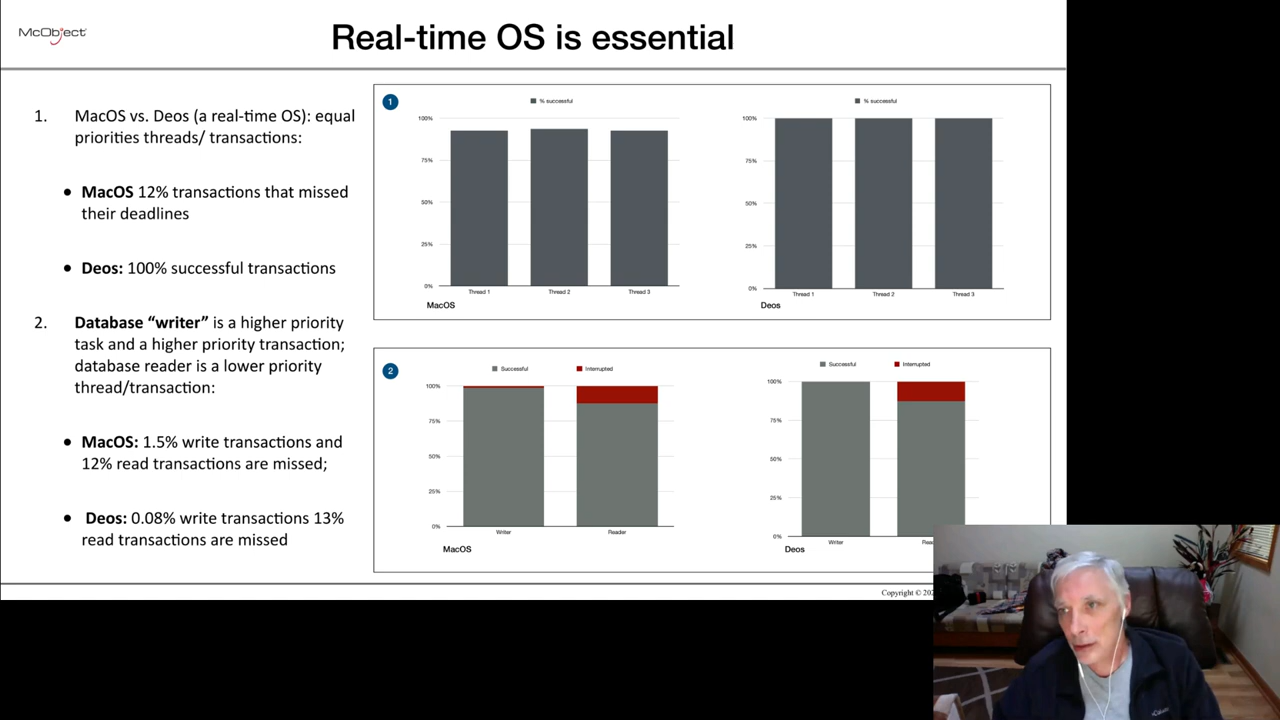 McObject
Real-time OS is essential
1. MacOS vs. Deos (a real-time OS): equal
priorities threads/ transactions:
• MacOS 12% transactions that missed
their deadlines
• Deos: 100% successful transactions
2. Database “writer” is a higher priority
task and a higher priority transaction;
database reader is a lower priority
thread/transaction:
• MacOS: 1.5% write transactions and
12% read transactions are missed;
• Deos: 0.08% write transactions 13%
read transactions are missed
1
% successful
100%
75%
50%
25%
0%
Thread 1 Thread 2 Thread 3
MacOS
% successful
100%
75%
50%
25%
0%
Thread 1 Thread 2 Thread 3
Deos
2
Successful Interrupted
100%
75%
50%
25%
0%
Writer Reader
MacOS
Successful Interrupted
100%
75%
50%
25%
0%
Writer
Deos
Copyright ©
Columbia